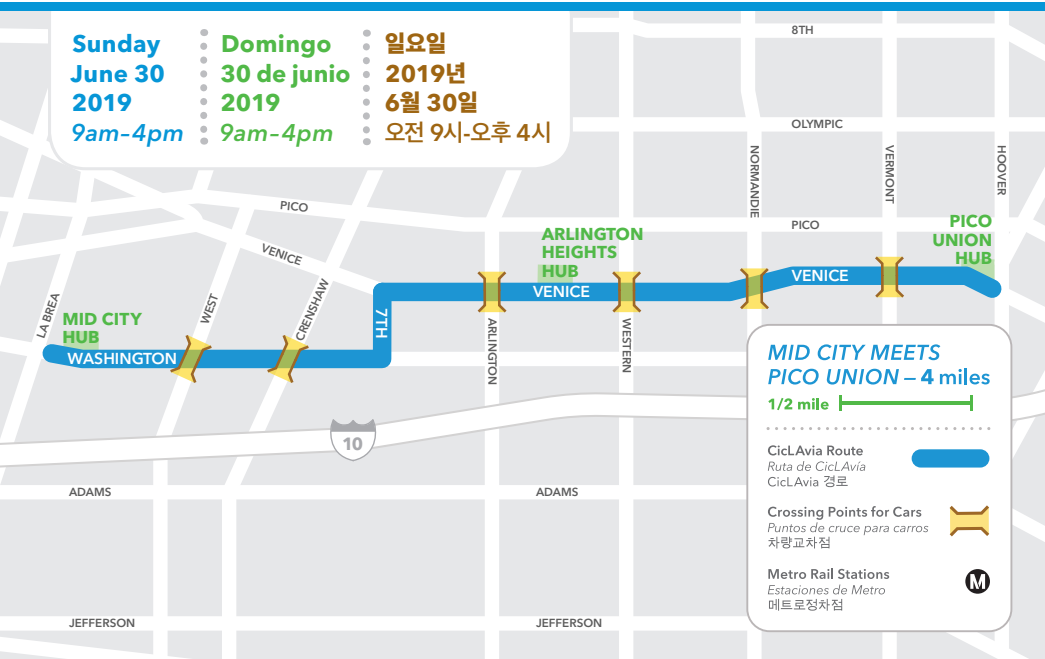 Sunday
June 30
2019
9am–4pm
Domingo
30 de junio
2019
9am–4pm
일요일
2019년
6월 30일
오전 9시-오후 4시
8TH
OLYMPIC
NORMANDIE
VERMONT
HOOVER
PICO
PICO
VENICE
ARLINGTON
HEIGHTS
HUB
PICO
UNION
HUB
LA BREA
WEST
CRENSHAW
MID CITY
HUB
WASHINGTON
7TH
VENICE
VENICE
ARLINGTON
WESTERN
10
ADAMS
ADAMS
JEFFERSON
JEFFERSON
MID CITY MEETS
PICO UNION – 4 miles
1/2 mile
CicLAvia Route
Ruta de CicLAvía
CicLAvia 경로
Crossing Points for Cars
Puntos de cruce para carros
차량교차점
Metro Rail Stations
Estaciones de Metro
메트로정차점
M